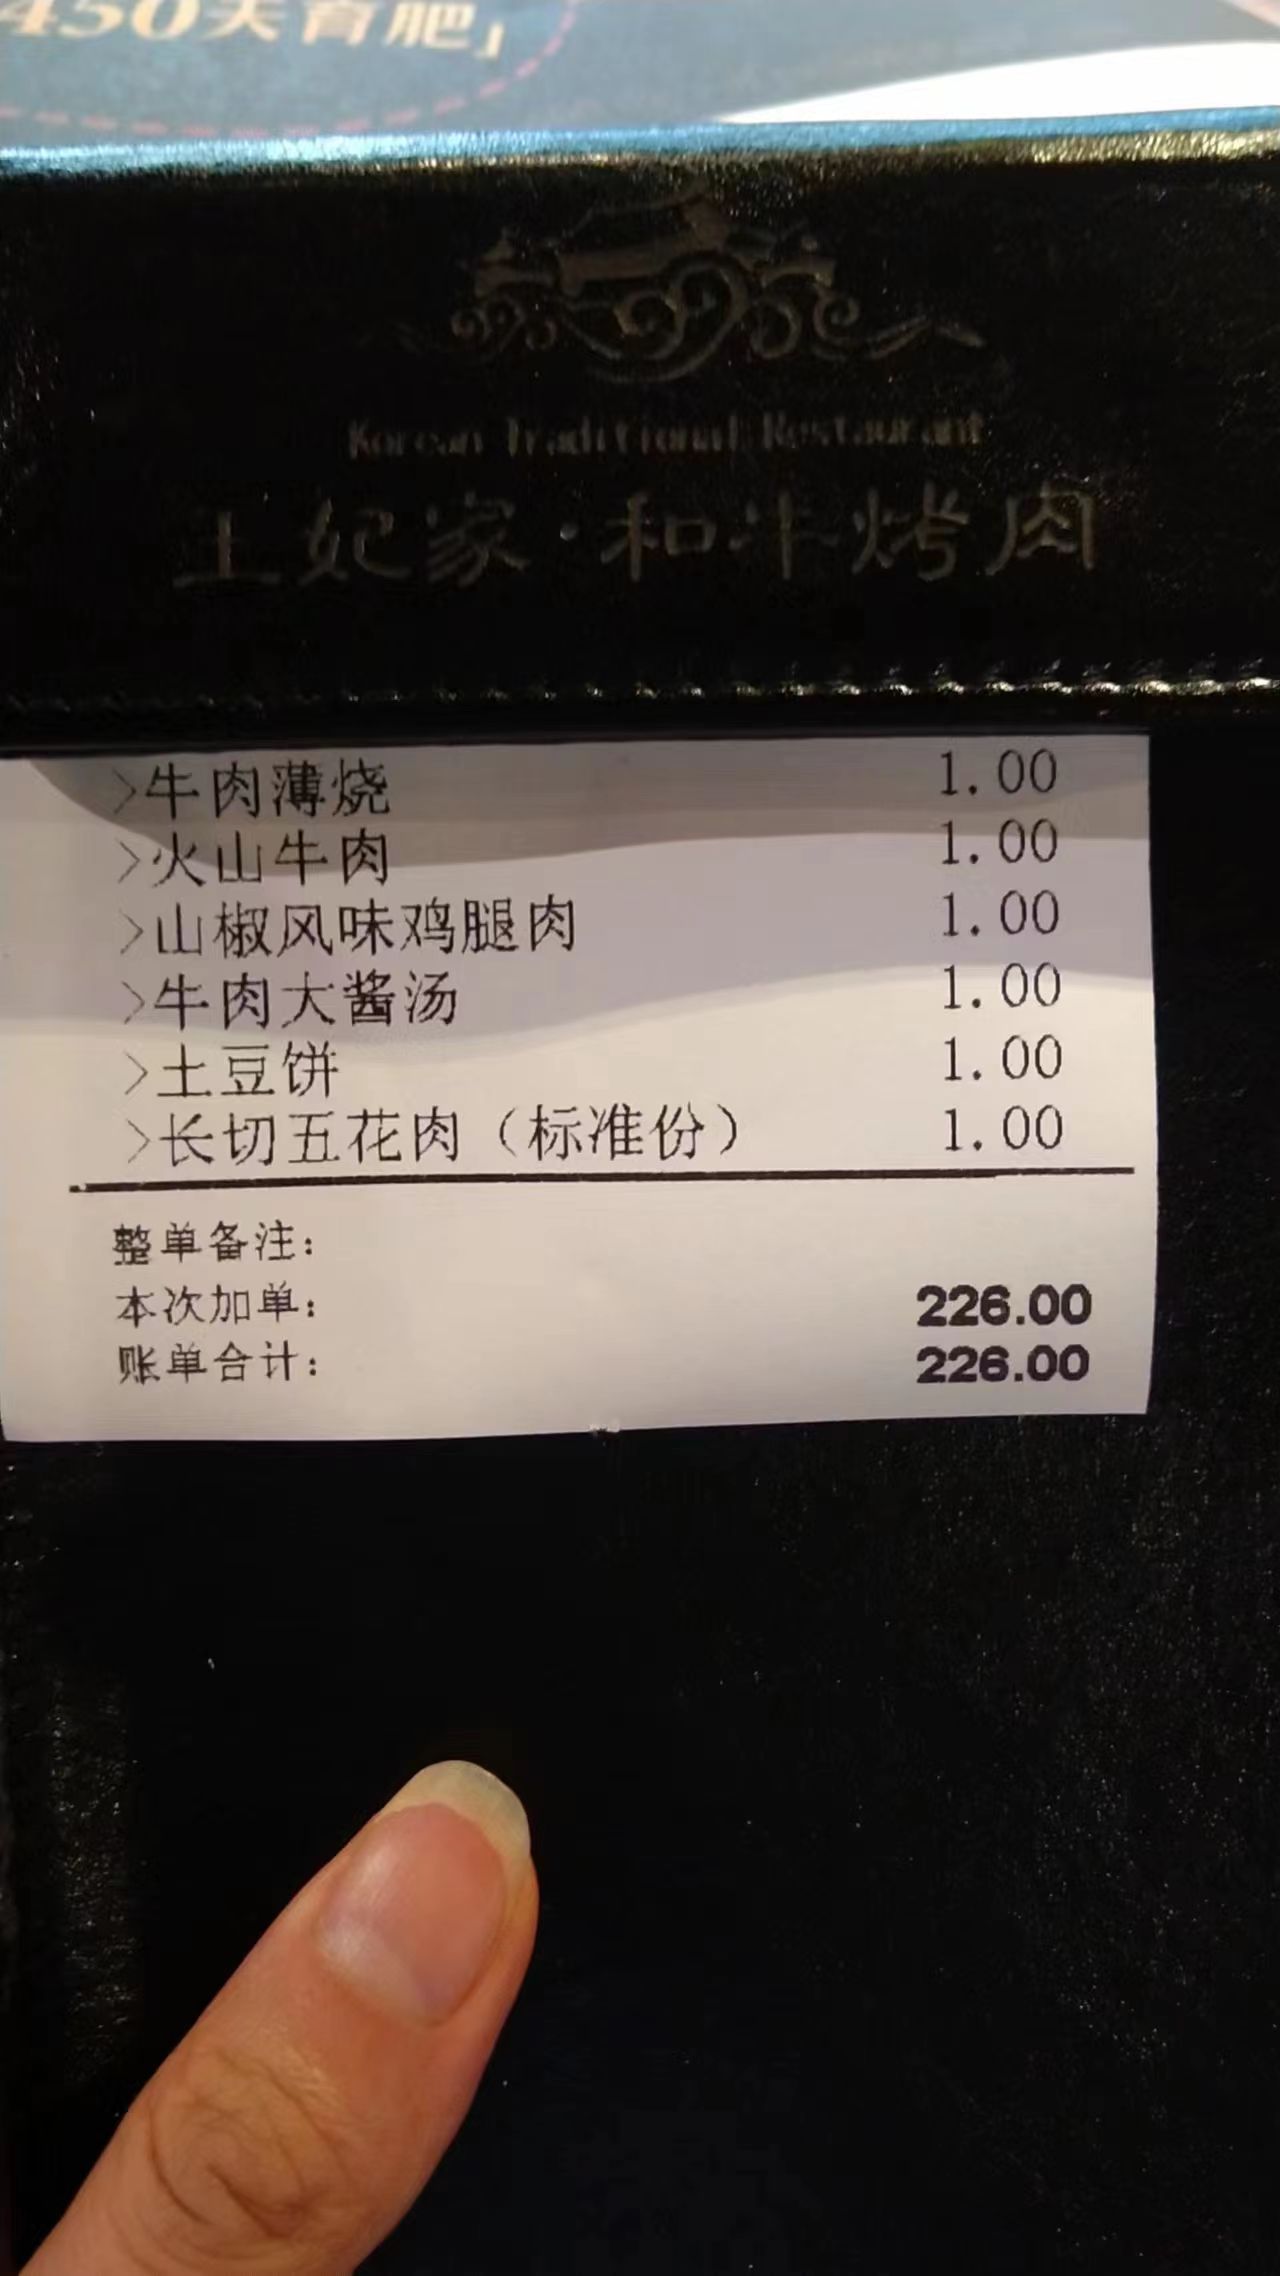 450天育肥」
Korean Traditional Restaurant
王妃家·和牛烤肉
>牛肉薄烧 1.00
>火山牛肉 1.00
>山椒风味鸡腿肉 1.00
>牛肉大酱汤 1.00
>土豆饼 1.00
>长切五花肉（标准份） 1.00
整单备注：
本次加单： 226.00
账单合计： 226.00